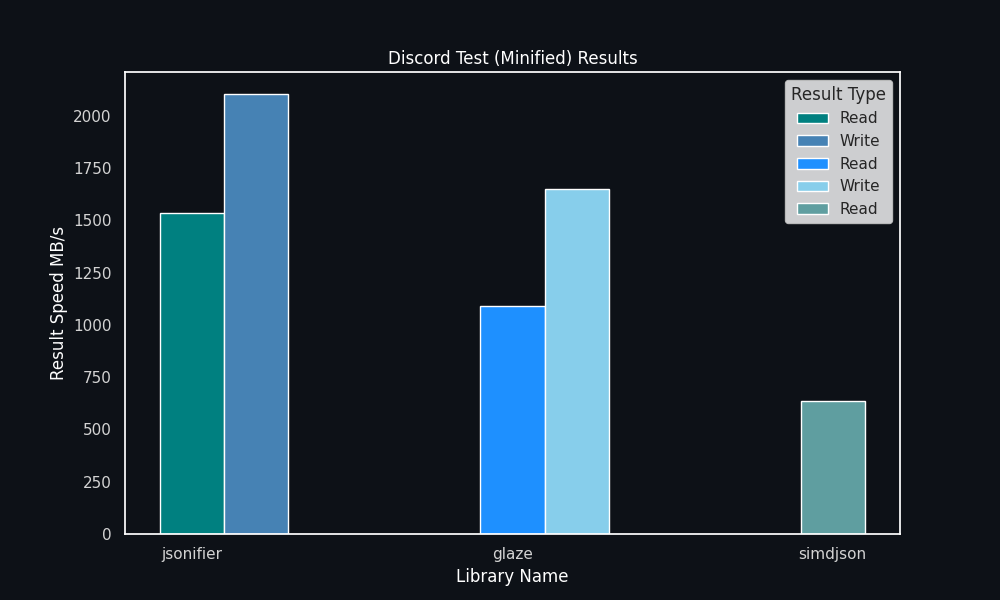 Discord Test (Minified) Results
Result Type
Read
Write
Read
Write
Read
Result Speed MB/s
2000
1750
1500
1250
1000
750
500
250
0
jsonifier
glaze
simdjson
Library Name